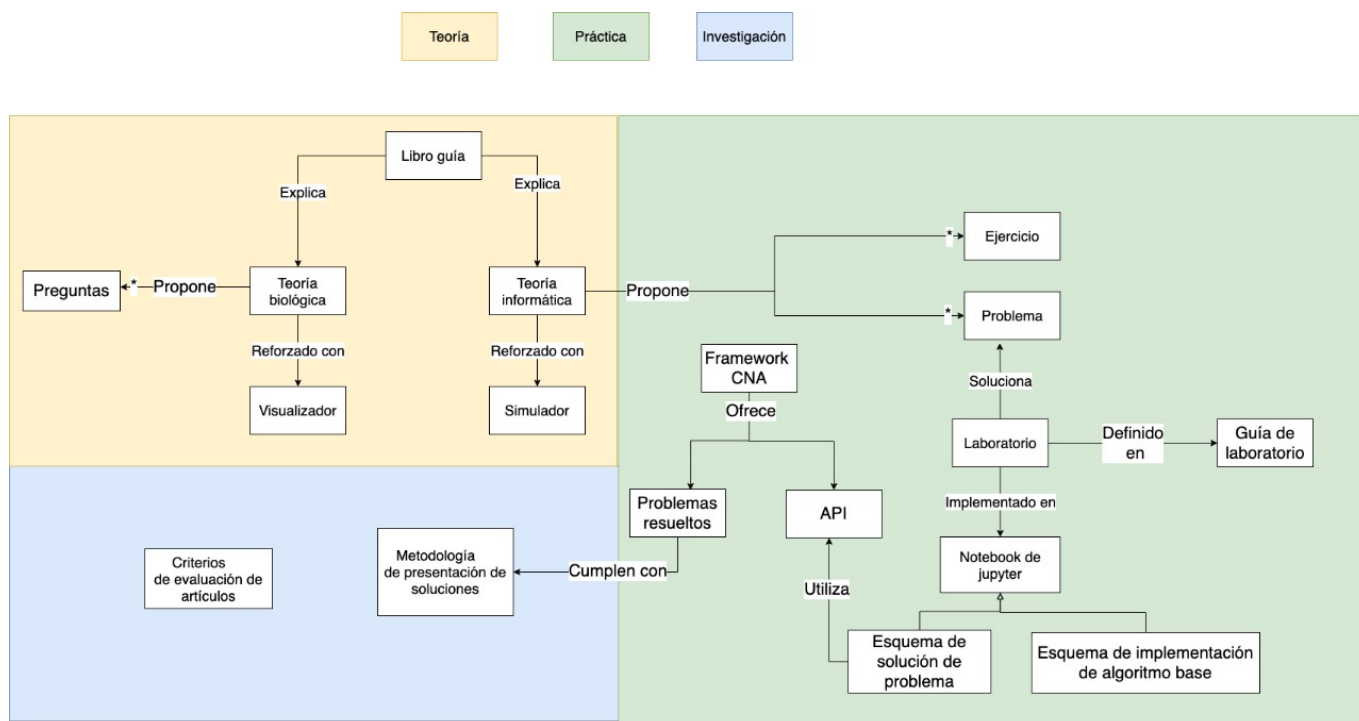 Teoría
Práctica
Investigación
Libro guía
Explica
Explica
Ejercicio
*
Preguntas
* Propone
Teoría
biológica
Teoría
informática
Propone
*
Problema
Reforzado con
Reforzado con
Framework
CNA
Soluciona
Visualizador
Simulador
Ofrece
Laboratorio
Definido
en
Guía de
laboratorio
Problemas
resueltos
API
Implementado en
Criterios
de evaluación de
artículos
Metodología
de presentación de
soluciones
Cumplen con
Utiliza
Notebook de
jupyter
Esquema de
solución de
problema
Esquema de implementación
de algoritmo base